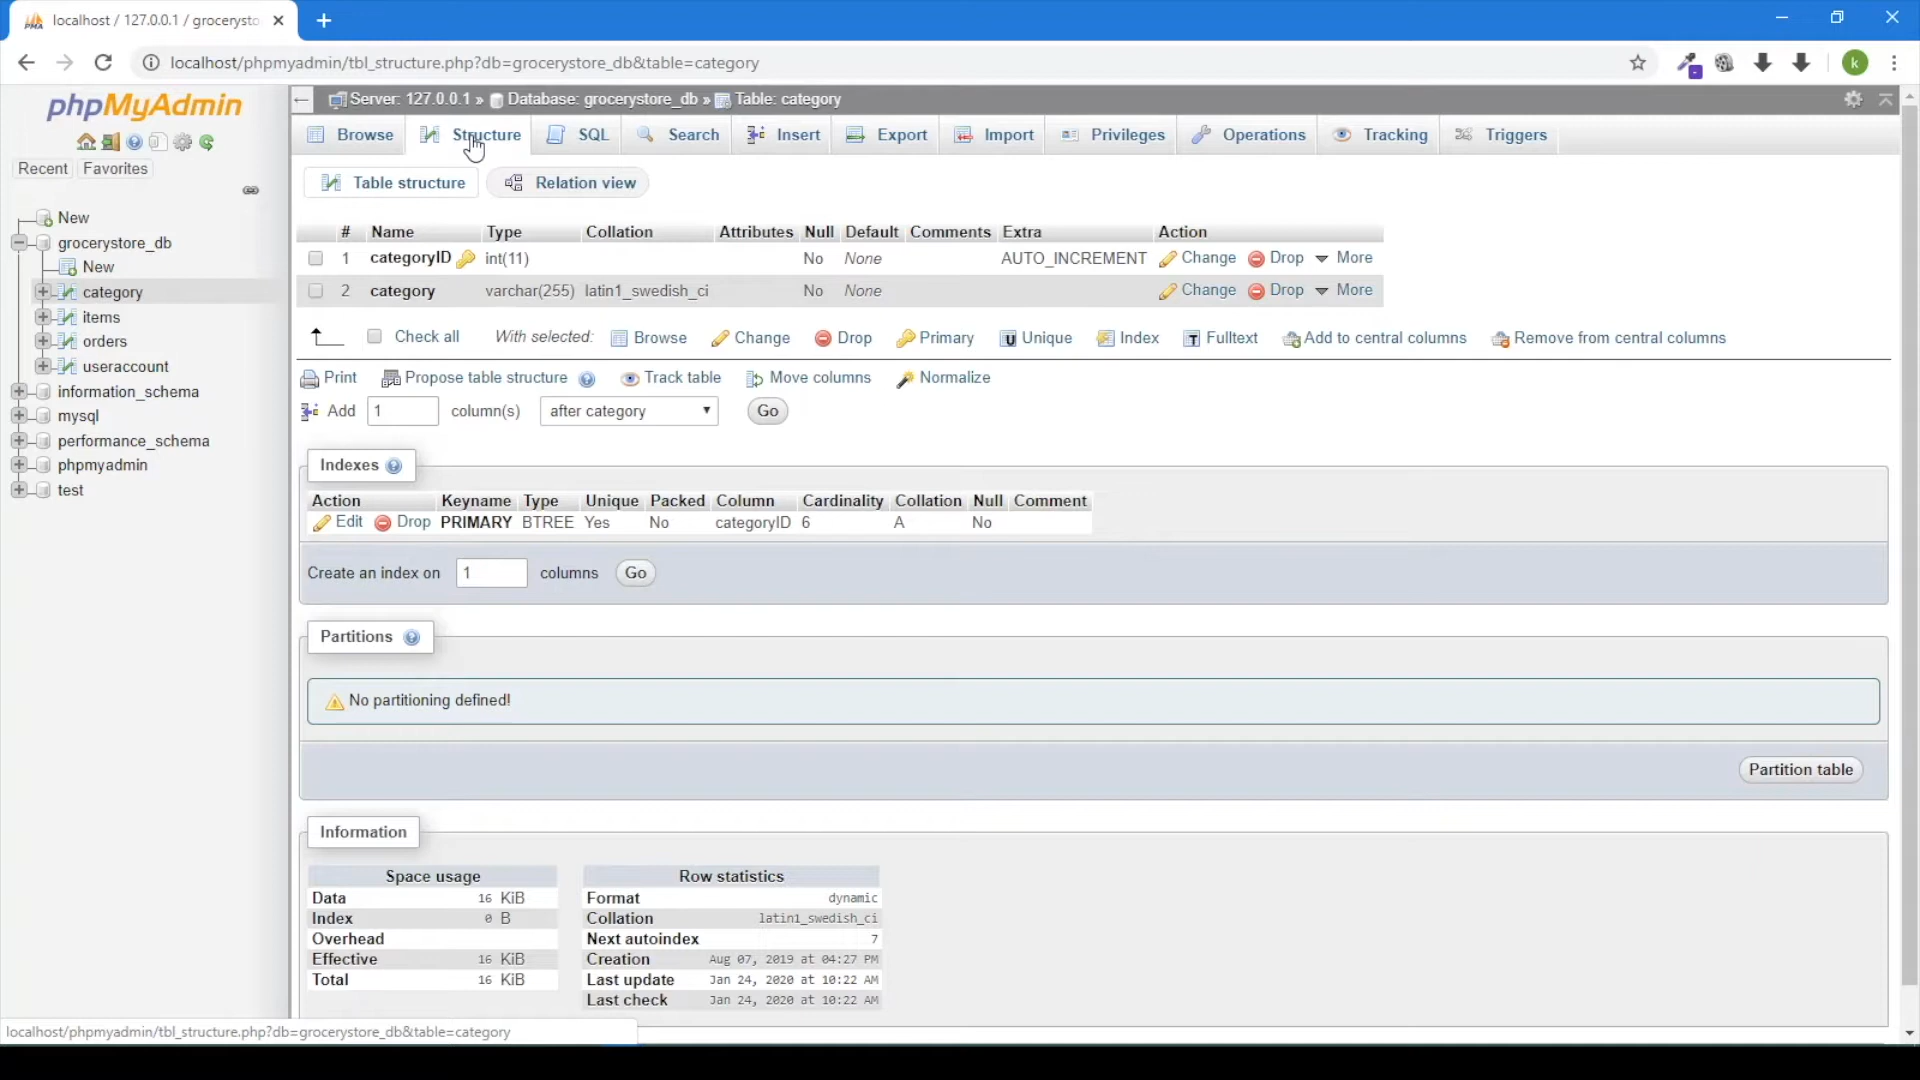 localhost / 127.0.0.1 / grocerysto
localhost/phpmyadmin/tbl_structure.php?db=grocerystore_db&table=category
k
phpMyAdmin
Recent Favorites
New
grocerystore_db
New
category
items
orders
useraccount
information_schema
mysql
performance_schema
phpmyadmin
test
Server: 127.0.0.1 » Database: grocerystore_db » Table: category
Browse Structure SQL Search Insert Export Import Privileges Operations Tracking Triggers
Table structure Relation view
# Name Type Collation Attributes Null Default Comments Extra Action
1 categoryID int(11) No None AUTO_INCREMENT Change Drop More
2 category varchar(255) latin1_swedish_ci No None Change Drop More
Check all With selected: Browse Change Drop Primary Unique Index Fulltext Add to central columns Remove from central columns
Print Propose table structure Track table Move columns Normalize
Add 1 column(s) after category Go
Indexes
Action Keyname Type Unique Packed Column Cardinality Collation Null Comment
Edit Drop PRIMARY BTREE Yes No categoryID 6 A No
Create an index on 1 columns Go
Partitions
No partitioning defined!
Partition table
Information
Space usage
Data 16 KiB
Index 0 B
Overhead
Effective 16 KiB
Total 16 KiB
Row statistics
Format dynamic
Collation latin1_swedish_ci
Next autoindex 7
Creation Aug 07, 2019 at 04:27 PM
Last update Jan 24, 2020 at 10:22 AM
Last check Jan 24, 2020 at 10:22 AM
localhost/phpmyadmin/tbl_structure.php?db=grocerystore_db&table=category